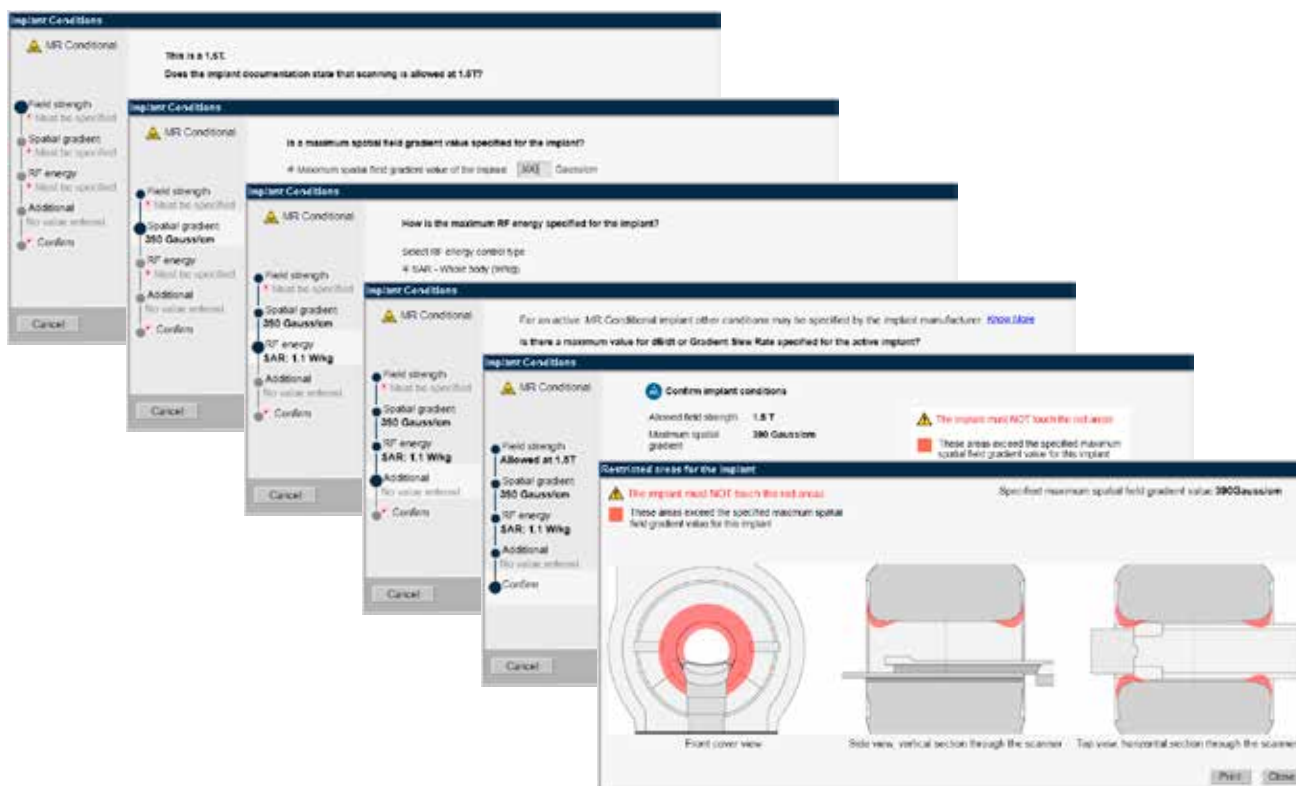 Implant Conditions
MR Conditional
This is a 1.5T.
Does the implant documentation state that scanning is allowed at 1.5T?
Field strength
* Must be specified
Spatial gradient
* Must be specified
RF energy
* Must be specified
Additional
No value entered.
* Confirm
Cancel
Implant Conditions
MR Conditional
Is a maximum spatial field gradient value specified for the implant?
Maximum spatial field gradient value of the implant Gauss/cm
Field strength
* Must be specified
Spatial gradient
390 Gauss/cm
RF energy
* Must be specified
Additional
No value entered.
* Confirm
Cancel
Implant Conditions
MR Conditional
How is the maximum RF energy specified for the implant?
Select RF energy control type
SAR - Whole body (W/kg)
Field strength
* Must be specified
Spatial gradient
390 Gauss/cm
RF energy
SAR: 1.1 W/kg
Additional
No value entered.
* Confirm
Cancel
Implant Conditions
MR Conditional
For an active MR Conditional implant other conditions may be specified by the implant manufacturer. Know More
Is there a maximum value for dB/dt or Gradient Slew Rate specified for the active implant?
Field strength
* Must be specified
Spatial gradient
390 Gauss/cm
RF energy
SAR: 1.1 W/kg
Additional
No value entered.
* Confirm
Cancel
Implant Conditions
MR Conditional
Confirm implant conditions
Allowed field strength 1.5 T
Maximum spatial gradient 390 Gauss/cm
The implant must NOT touch the red areas
These areas exceed the specified maximum
spatial field gradient value for this implant
Field strength
Allowed at 1.5T
Spatial gradient
390 Gauss/cm
RF energy
SAR: 1.1 W/kg
Additional
No value entered.
Confirm
Cancel
Restricted areas for the implant
The implant must NOT touch the red areas
Specified maximum spatial field gradient value 390Gauss/cm
These areas exceed the specified maximum spatial
field gradient value for this implant
Front cover view
Side view, vertical section through the scanner
Top view, horizontal section through the scanner
Print
Close